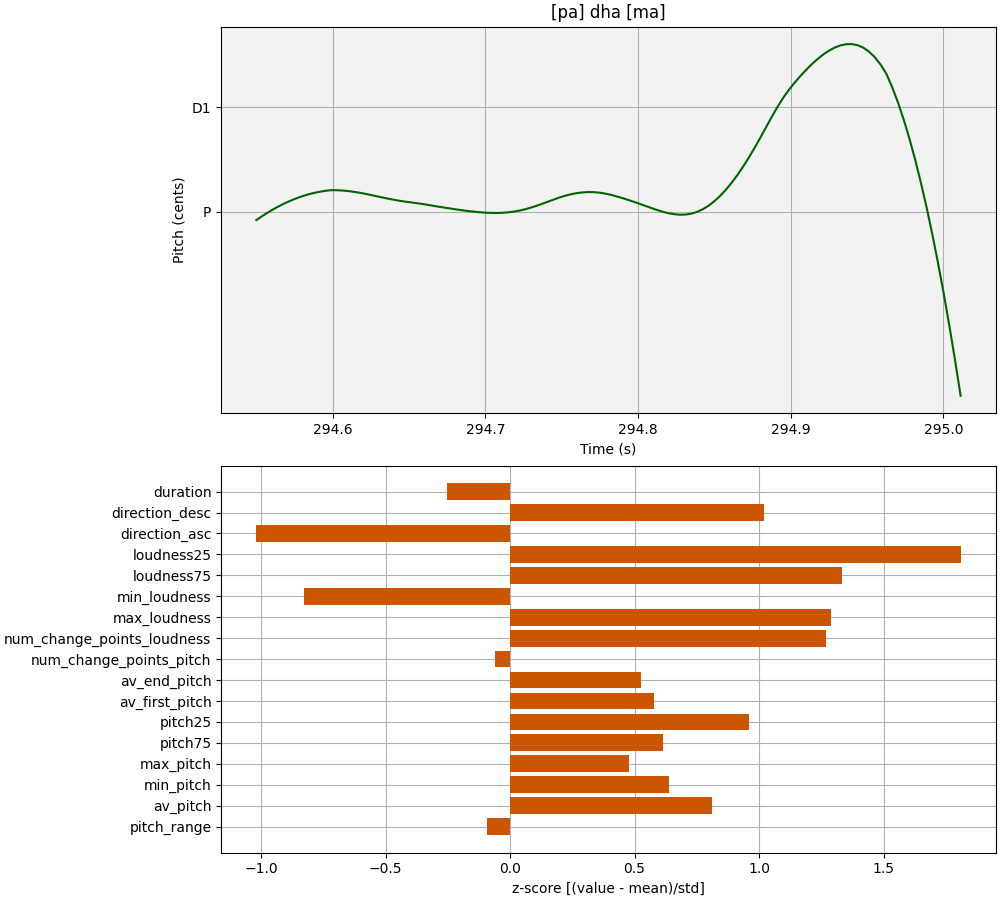 [pa] dha [ma]
D1
P
Pitch (cents)
294.6 294.7 294.8 294.9 295.0
Time (s)
duration
direction_desc
direction_asc
loudness25
loudness75
min_loudness
max_loudness
num_change_points_loudness
num_change_points_pitch
av_end_pitch
av_first_pitch
pitch25
pitch75
max_pitch
min_pitch
av_pitch
pitch_range
−1.0 −0.5 0.0 0.5 1.0 1.5
z-score [(value - mean)/std]